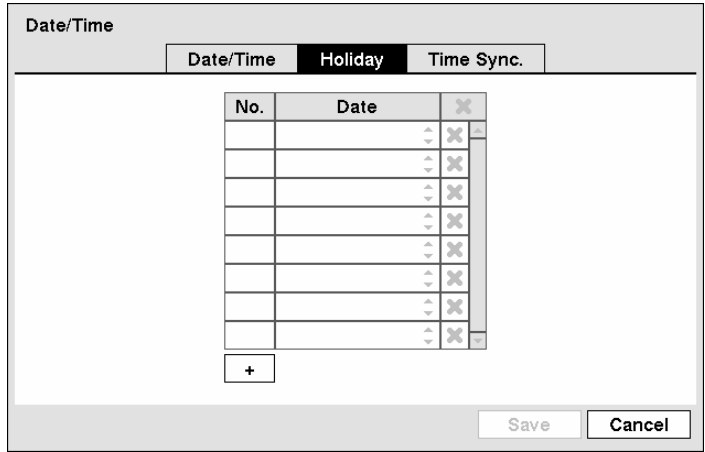 Date/Time
Date/Time Holiday Time Sync.
No. Date
+
Save Cancel